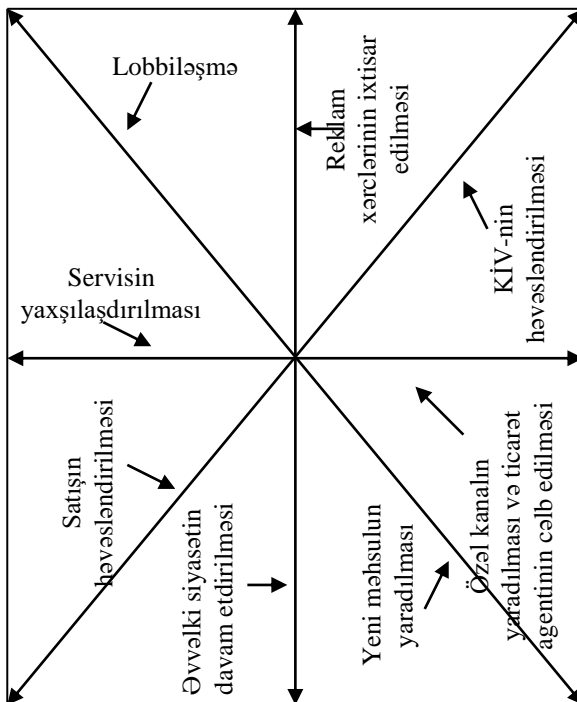 Lobbiləşmə
Reklam
xərclərinin ixtisar
edilməsi
Servisin
yaxşılaşdırılması
KİV-nin
həvəsləndirilməsi
Satışın
həvəsləndirilməsi
Əvvəlki siyasətin
davam etdirilməsi
Yeni məhsulun
yaradılması
Özəl kanalın
yaradılması və ticarət
agentinin cəlb edilməsi